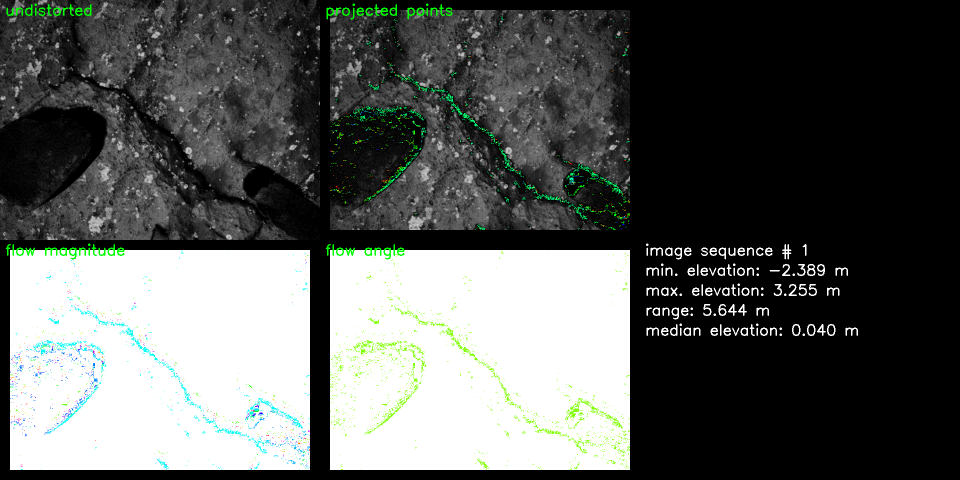 undistorted
projected points
flow magnitude
flow angle
image sequence # 1
min. elevation: -2.389 m
max. elevation: 3.255 m
range: 5.644 m
median elevation: 0.040 m